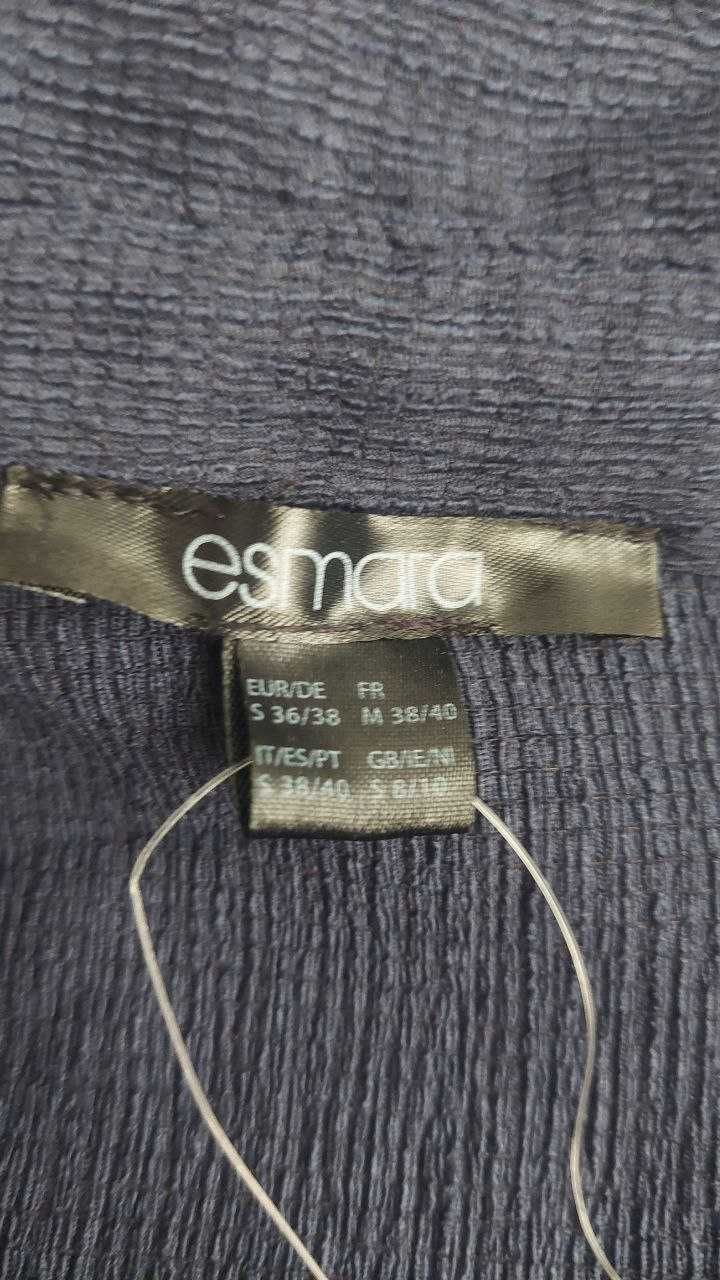 esmara
EUR/DE FR
S 36/38 M 38/40
IT/ES/PT GB/IE/NI
S 38/40 S 8/10